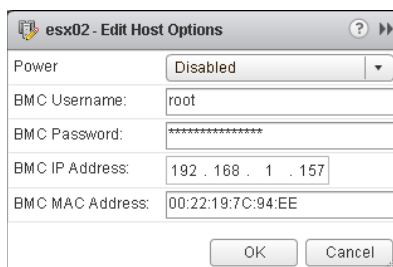 esx02 - Edit Host Options ?
Power Disabled
BMC Username: root
BMC Password: ***************
BMC IP Address: 192 . 168 . 1 . 157
BMC MAC Address: 00:22:19:7C:94:EE
OK Cancel